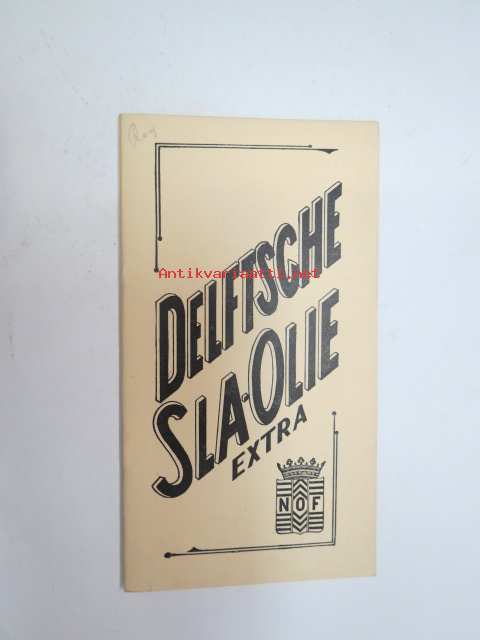 DELFTSCHE
Antikvariaatti.net
SLA-OLIE
EXTRA
NOF